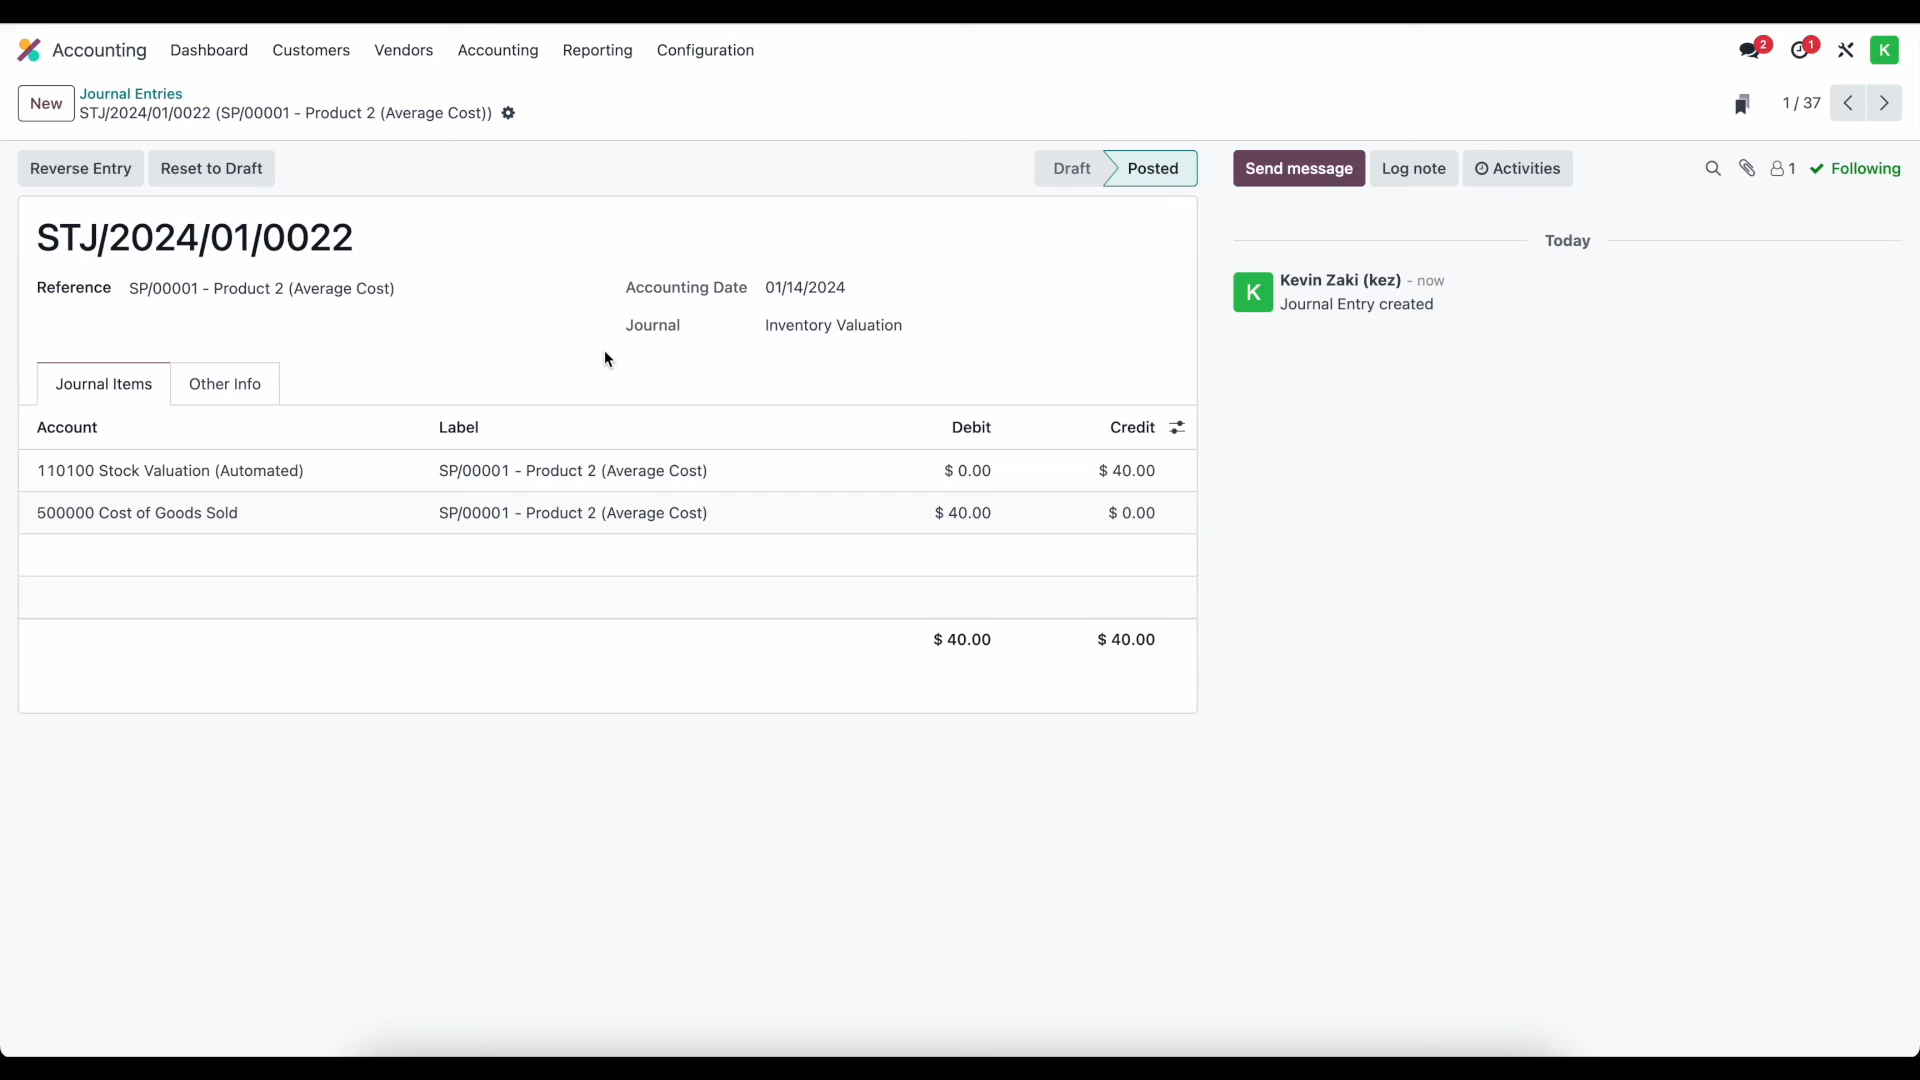 Accounting Dashboard Customers Vendors Accounting Reporting Configuration 2 1 K
New Journal Entries
STJ/2024/01/0022 (SP/00001 - Product 2 (Average Cost)) 1 / 37
Reverse Entry Reset to Draft Draft Posted Send message Log note Activities 1 Following
STJ/2024/01/0022
Today
Reference SP/00001 - Product 2 (Average Cost) Accounting Date 01/14/2024
Journal Inventory Valuation
K Kevin Zaki (kez) - now
Journal Entry created
Journal Items Other Info
Account Label Debit Credit
110100 Stock Valuation (Automated) SP/00001 - Product 2 (Average Cost) $ 0.00 $ 40.00
500000 Cost of Goods Sold SP/00001 - Product 2 (Average Cost) $ 40.00 $ 0.00
$ 40.00 $ 40.00